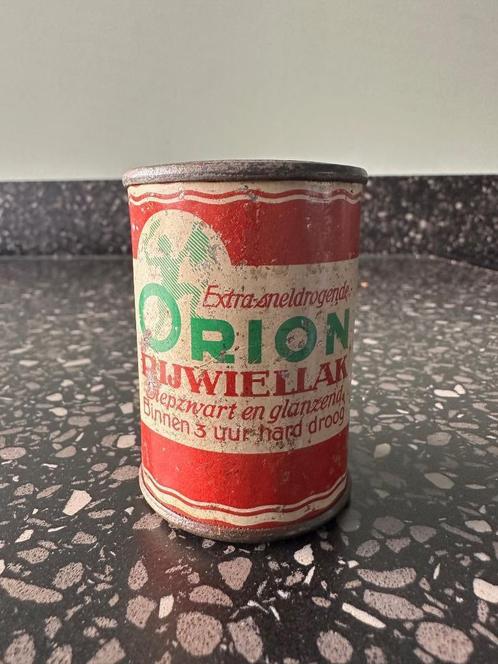 Extra-sneldrogende
ORION
RIJWIELLAK
diepzwart en glanzend
Binnen 3 uur hard droog